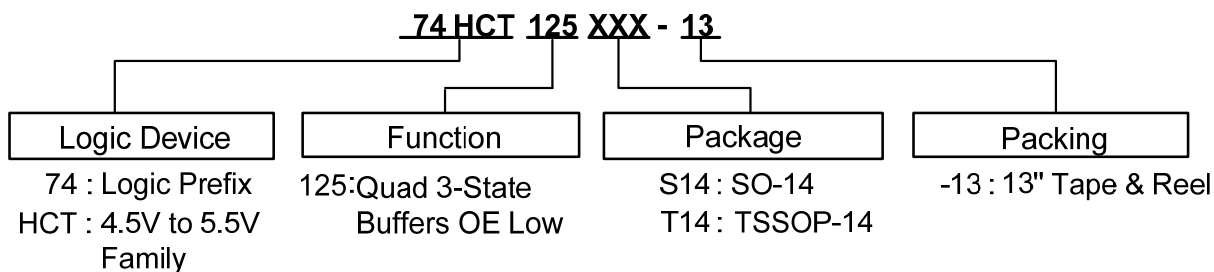 74 HCT 125 XXX - 13
Logic Device
74 : Logic Prefix
HCT : 4.5V to 5.5V
Family
Function
125:Quad 3-State
Buffers OE Low
Package
S14 : SO-14
T14 : TSSOP-14
Packing
-13 : 13" Tape & Reel